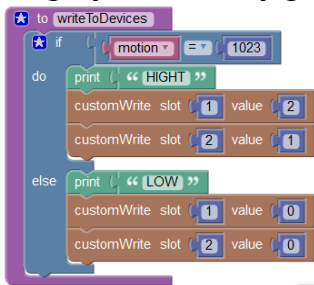 to writeToDevices
if motion = 1023
do print “ HIGHT ”
customWrite slot 1 value 2
customWrite slot 2 value 1
else print “ LOW ”
customWrite slot 1 value 0
customWrite slot 2 value 0